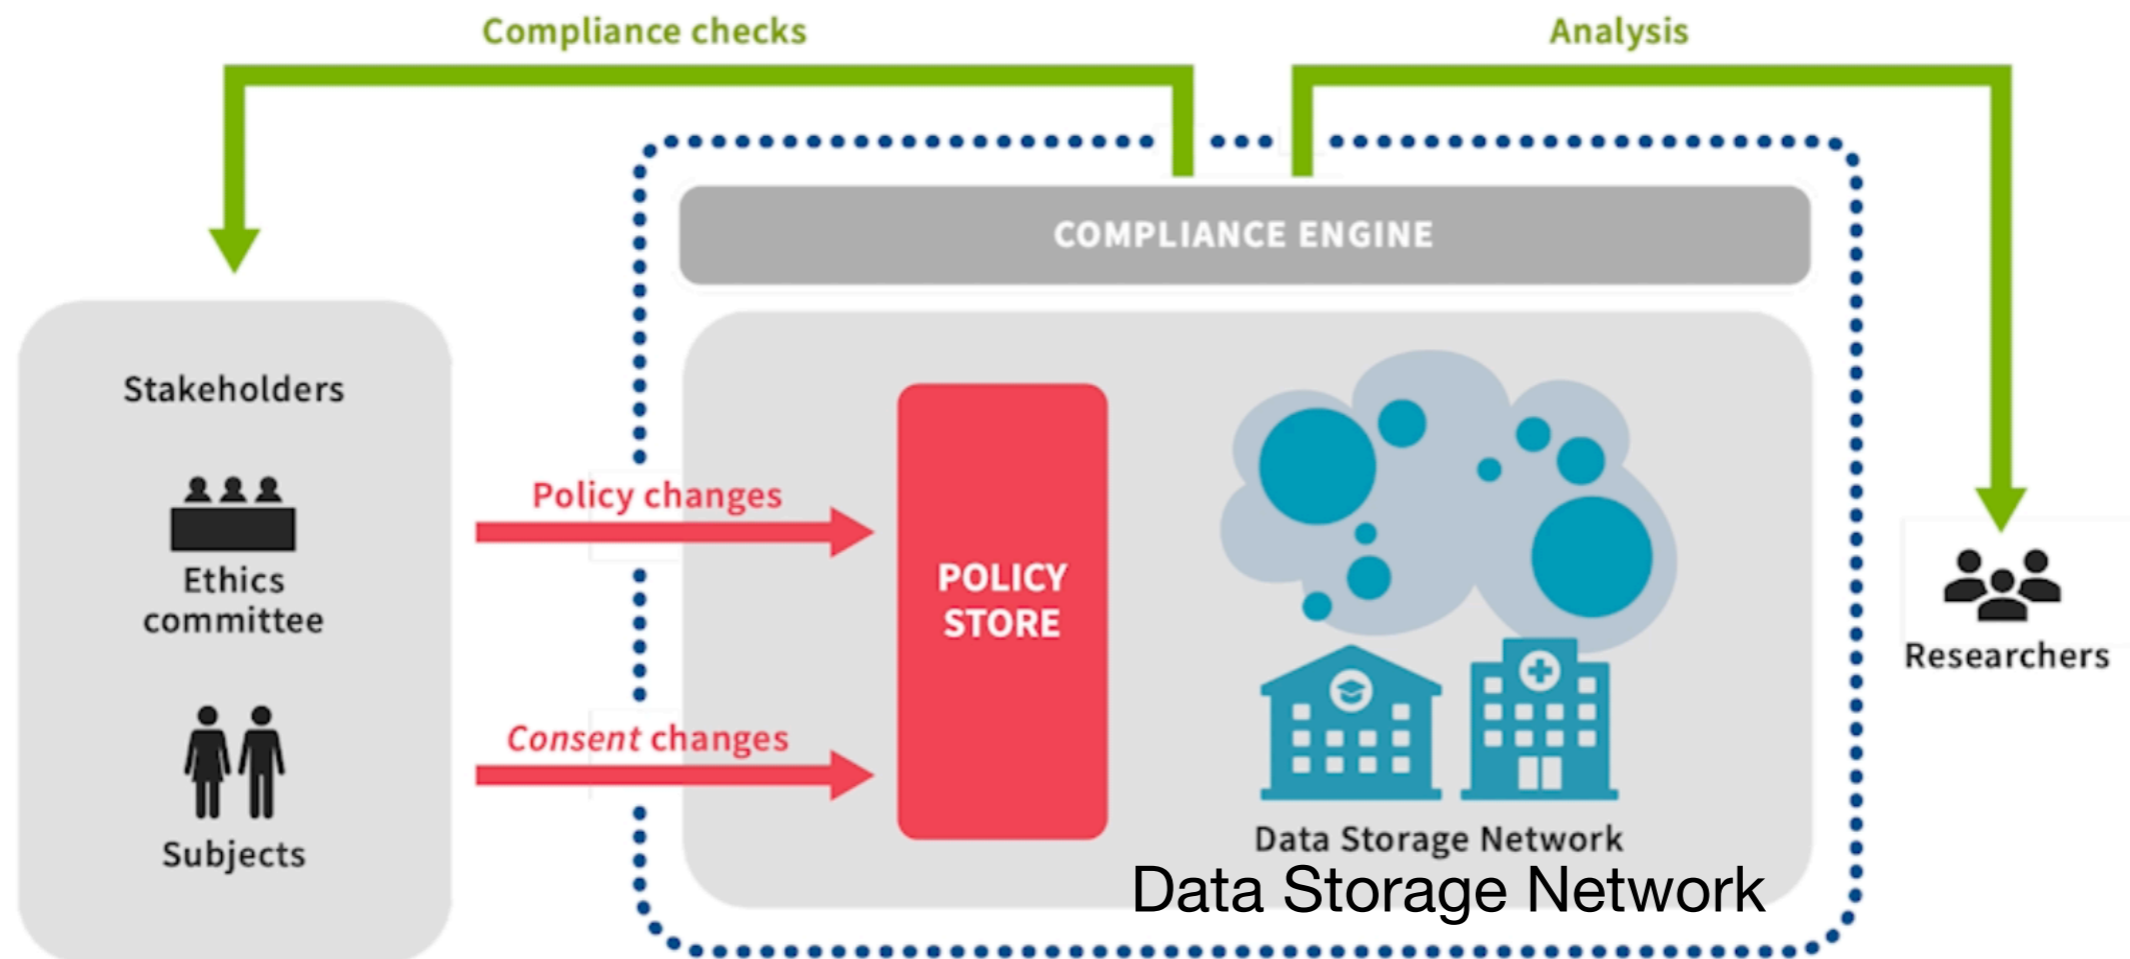 Compliance checks
Analysis
COMPLIANCE ENGINE
Stakeholders
Ethics
committee
Subjects
Policy changes
Consent changes
POLICY
STORE
Data Storage Network
Data Storage Network
Researchers